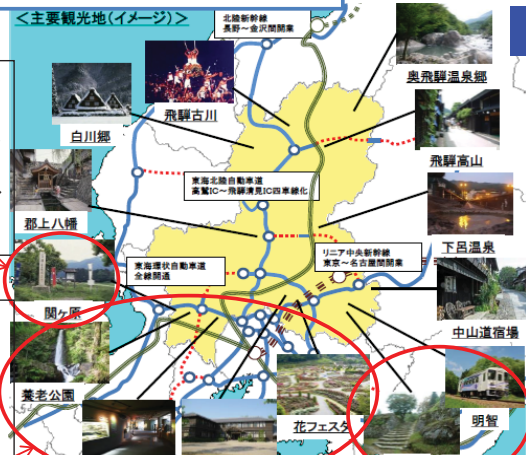 ＜主要観光地（イメージ）＞
北陸新幹線
長野～金沢間開業
奥飛騨温泉郷
飛騨古川
白川郷
飛騨高山
東海北陸自動車道
高鷲IC～飛騨清見IC四車線化
郡上八幡
下呂温泉
東海環状自動車道
全線開通
リニア中央新幹線
東京～名古屋間開業
関ヶ原
中山道宿場
養老公園
花フェスタ
明智